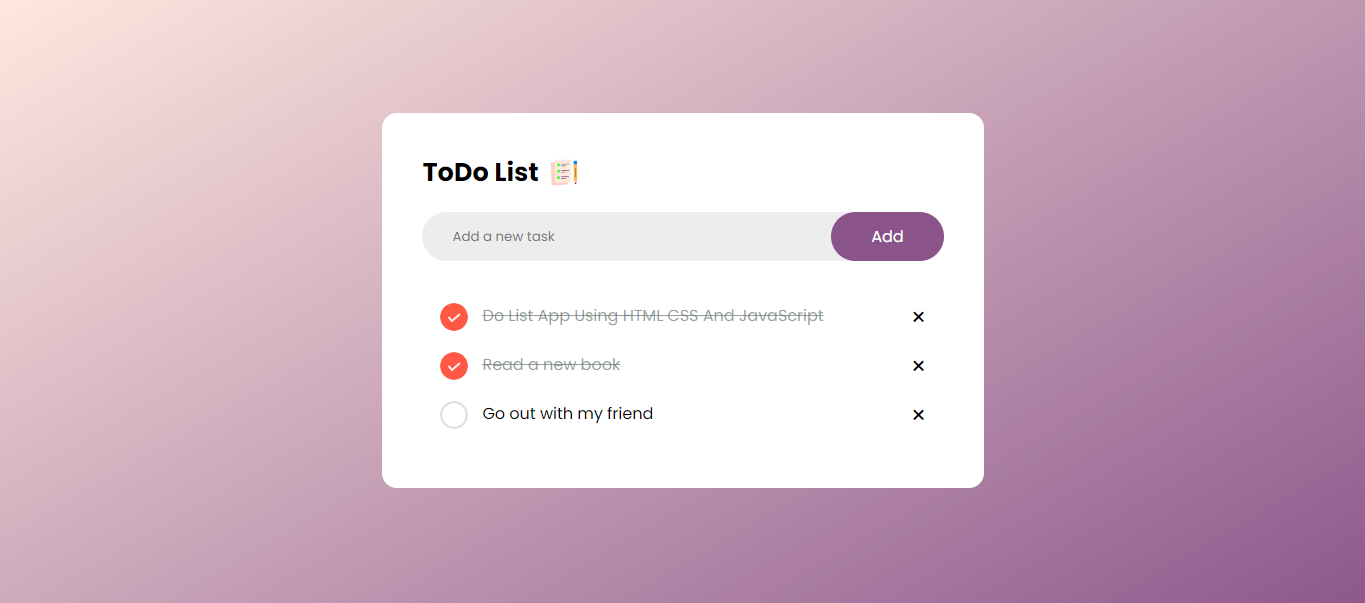 ToDo List
Add a new task
Add
Do List App Using HTML CSS And JavaScript
Read a new book
Go out with my friend